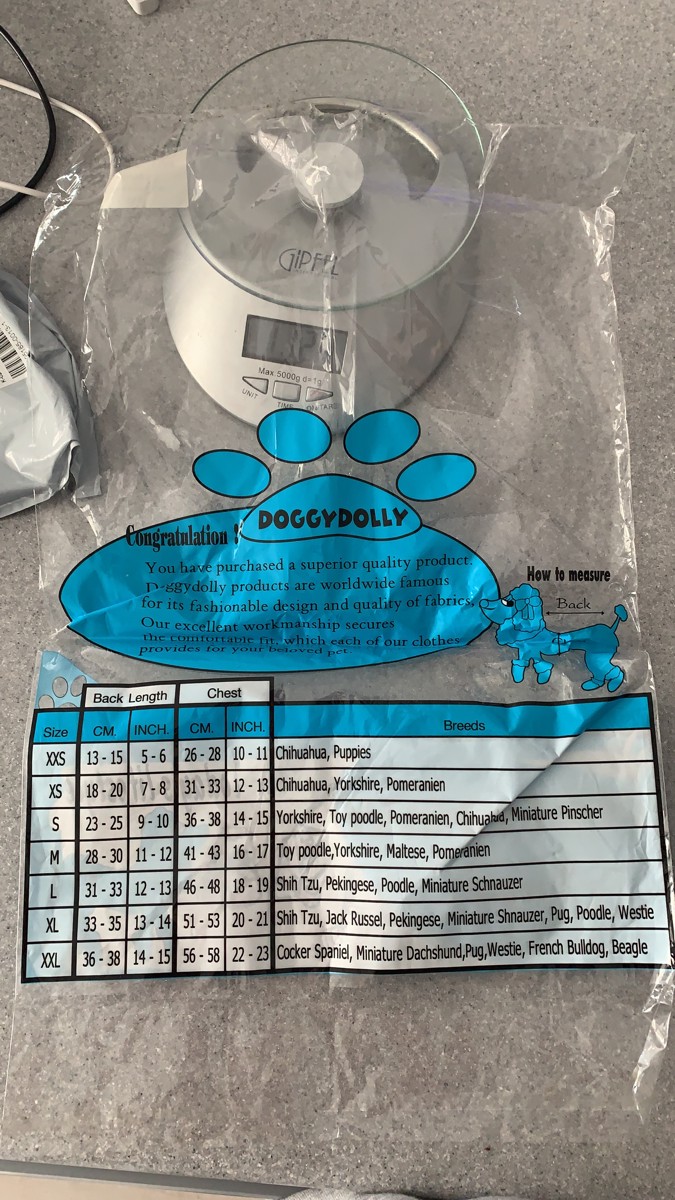 GiPFEL
Max.5000g d=1g
UNIT
TIME
DOGGYDOLLY
Congratulation !
You have purchased a superior quality product.
D ggydolly products are worldwide famous
for its fashionable design and quality of fabrics.
Our excellent workmanship secures
the comfortable fit, which each of our clothes
provides for your beloved pet.
How to measure
Back
Back Length Chest
Size CM. INCH. CM. INCH. Breeds
XXS 13 - 15 5 - 6 26 - 28 10 - 11 Chihuahua, Puppies
XS 18 - 20 7 - 8 31 - 33 12 - 13 Chihuahua, Yorkshire, Pomeranien
S 23 - 25 9 - 10 36 - 38 14 - 15 Yorkshire, Toy poodle, Pomeranien, Chihuahua, Miniature Pinscher
M 28 - 30 11 - 12 41 - 43 16 - 17 Toy poodle,Yorkshire, Maltese, Pomeranien
L 31 - 33 12 - 13 46 - 48 18 - 19 Shih Tzu, Pekingese, Poodle, Miniature Schnauzer
XL 33 - 35 13 - 14 51 - 53 20 - 21 Shih Tzu, Jack Russel, Pekingese, Miniature Shnauzer, Pug, Poodle, Westie
XXL 36 - 38 14 - 15 56 - 58 22 - 23 Cocker Spaniel, Miniature Dachshund,Pug,Westie, French Bulldog, Beagle